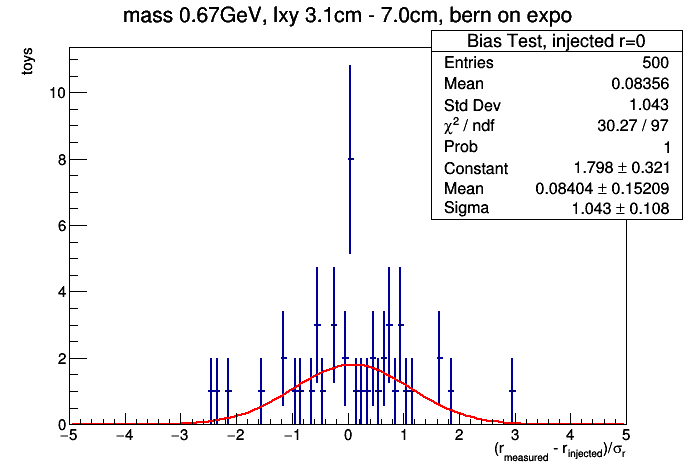 mass 0.67GeV, lxy 3.1cm - 7.0cm, bern on expo
toys
Bias Test, injected r=0
Entries 500
Mean 0.08356
Std Dev 1.043
χ² / ndf 30.27 / 97
Prob 1
Constant 1.798 ± 0.321
Mean 0.08404 ± 0.15209
Sigma 1.043 ± 0.108
10
8
6
4
2
0
−5 −4 −3 −2 −1 0 1 2 3 4 5
(r_measured - r_injected)/σ_r